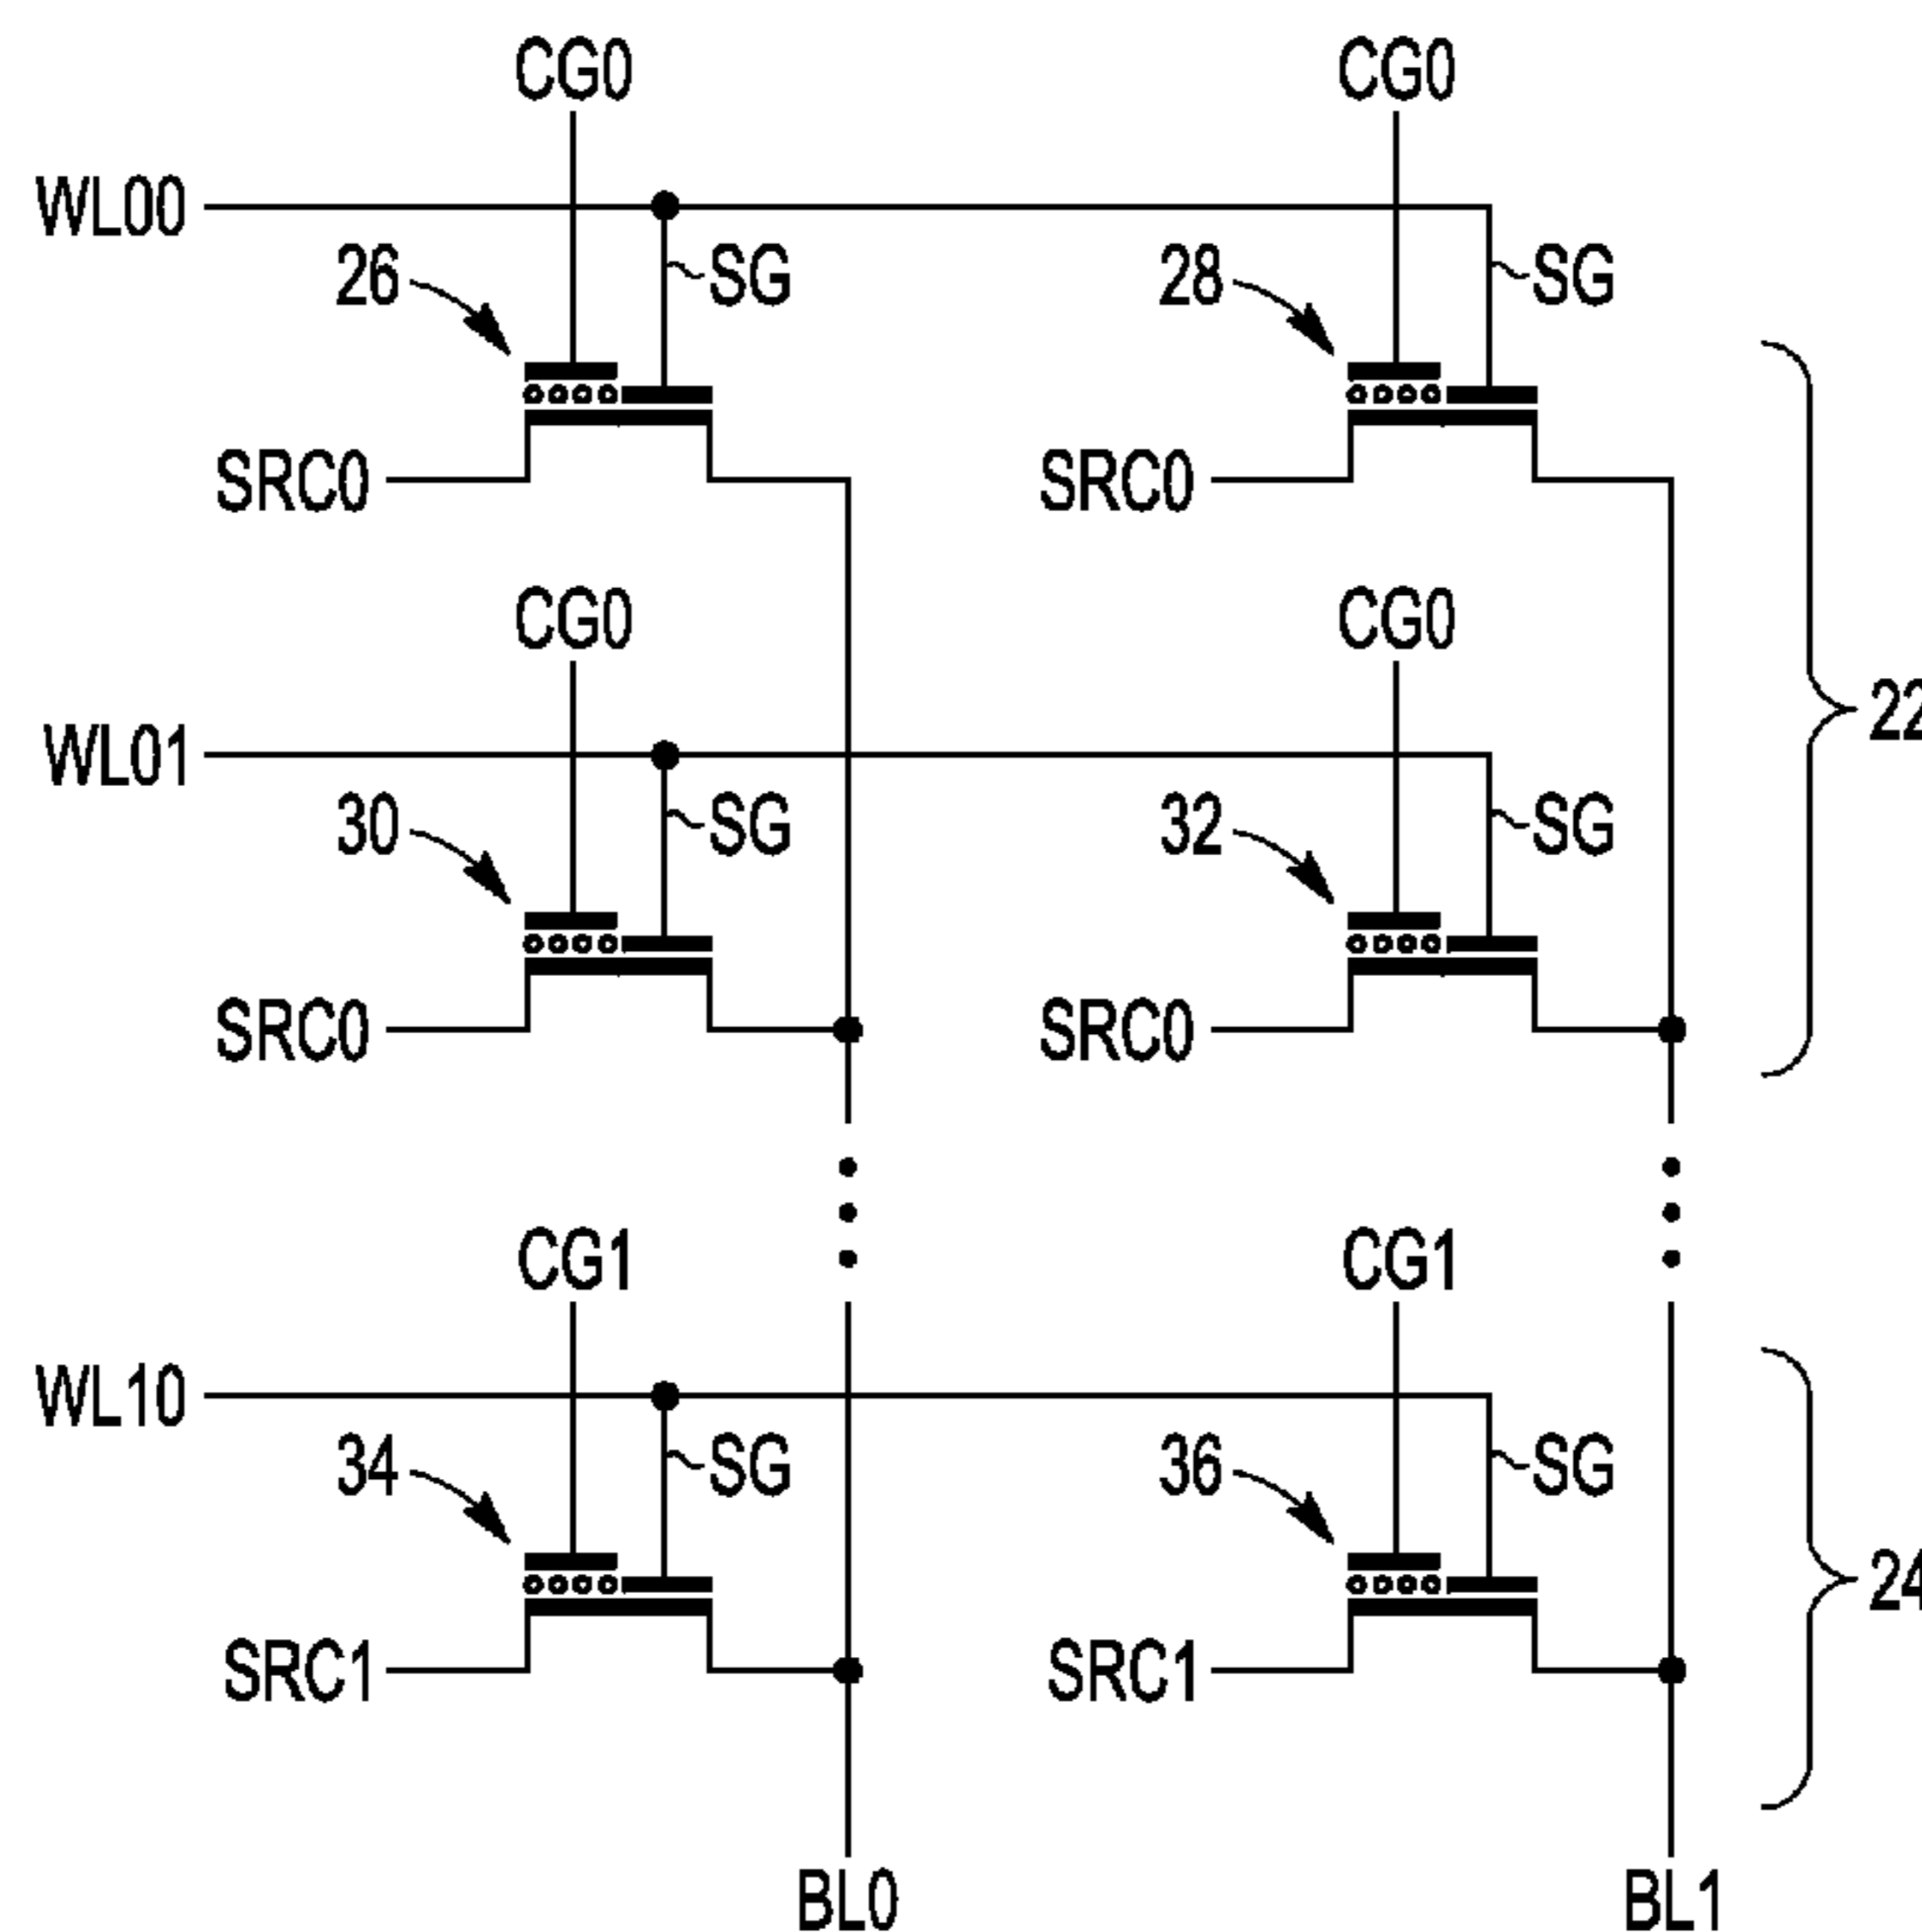 CG0 CG0
WL00
26 SG 28 SG
SRC0 SRC0
CG0 CG0
22
WL01
30 SG 32 SG
SRC0 SRC0
CG1 CG1
WL10
34 SG 36 SG
24
SRC1 SRC1
BL0 BL1